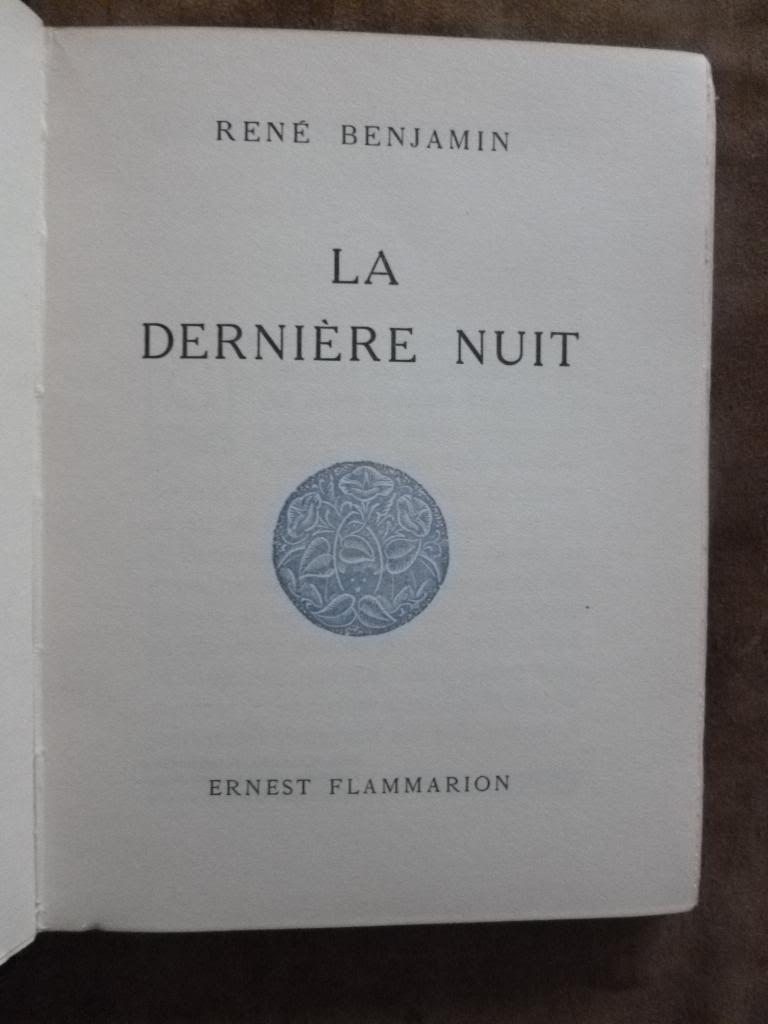 RENÉ BENJAMIN
LA
DERNIÈRE NUIT
ERNEST FLAMMARION